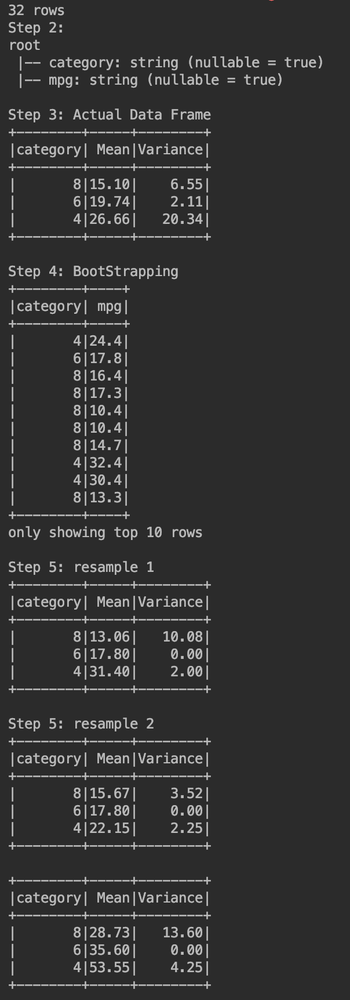 32 rows
Step 2:
root
 |-- category: string (nullable = true)
 |-- mpg: string (nullable = true)

Step 3: Actual Data Frame
+--------+-----+--------+
|category| Mean|Variance|
+--------+-----+--------+
|       8|15.10|    6.55|
|       6|19.74|    2.11|
|       4|26.66|   20.34|
+--------+-----+--------+

Step 4: BootStrapping
+--------+----+
|category| mpg|
+--------+----+
|       4|24.4|
|       6|17.8|
|       8|16.4|
|       8|17.3|
|       8|10.4|
|       8|10.4|
|       8|14.7|
|       4|32.4|
|       4|30.4|
|       8|13.3|
+--------+----+
only showing top 10 rows

Step 5: resample 1
+--------+-----+--------+
|category| Mean|Variance|
+--------+-----+--------+
|       8|13.06|   10.08|
|       6|17.80|    0.00|
|       4|31.40|    2.00|
+--------+-----+--------+

Step 5: resample 2
+--------+-----+--------+
|category| Mean|Variance|
+--------+-----+--------+
|       8|15.67|    3.52|
|       6|17.80|    0.00|
|       4|22.15|    2.25|
+--------+-----+--------+

+--------+-----+--------+
|category| Mean|Variance|
+--------+-----+--------+
|       8|28.73|   13.60|
|       6|35.60|    0.00|
|       4|53.55|    4.25|
+--------+-----+--------+